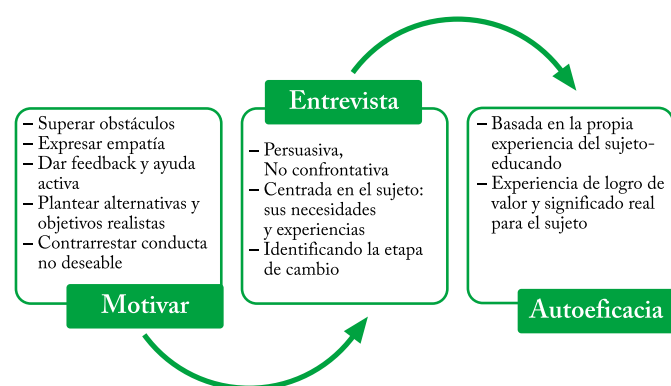 – Superar obstáculos
– Expresar empatía
– Dar feedback y ayuda
activa
– Plantear alternativas y
objetivos realistas
– Contrarrestar conducta
no deseable
Motivar
Entrevista
– Persuasiva,
No confrontativa
– Centrada en el sujeto:
sus necesidades
y experiencias
– Identificando la etapa
de cambio
– Basada en la propia
experiencia del sujeto-
educando
– Experiencia de logro de
valor y significado real
para el sujeto
Autoeficacia